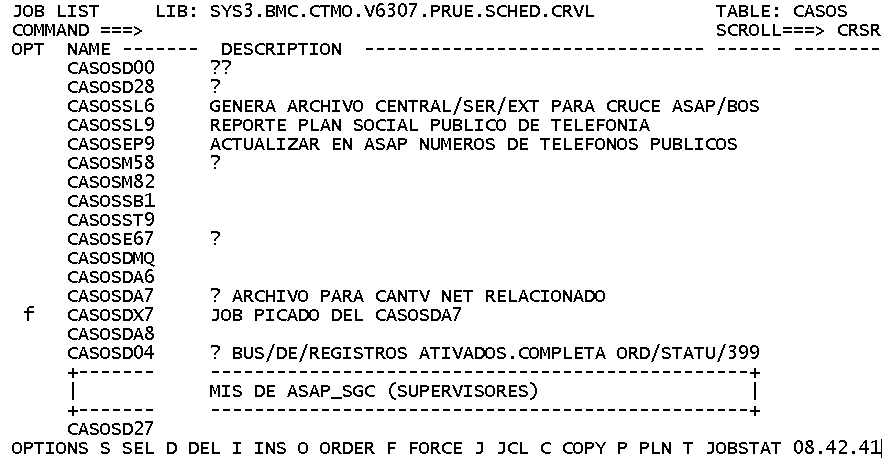 JOB LIST     LIB: SYS3.BMC.CTMO.V6307.PRUE.SCHED.CRVL           TABLE: CASOS
COMMAND ===>                                                    SCROLL===> CRSR
OPT  NAME -------  DESCRIPTION  ------------------------------- ------ --------
     CASOSD00     ??
     CASOSD28     ?
     CASOSSL6     GENERA ARCHIVO CENTRAL/SER/EXT PARA CRUCE ASAP/BOS
     CASOSSL9     REPORTE PLAN SOCIAL PUBLICO DE TELEFONIA
     CASOSEP9     ACTUALIZAR EN ASAP NUMEROS DE TELEFONOS PUBLICOS
     CASOSM58     ?
     CASOSM82
     CASOSSB1
     CASOSST9
     CASOSE67     ?
     CASOSDMQ
     CASOSDA6
     CASOSDA7     ? ARCHIVO PARA CANTV NET RELACIONADO
 f   CASOSDX7     JOB PICADO DEL CASOSDA7
     CASOSDA8
     CASOSD04     ? BUS/DE/REGISTROS ATIVADOS.COMPLETA ORD/STATU/399
     +-------     -------------------------------------------------+
     |            MIS DE ASAP_SGC (SUPERVISORES)                   |
     +-------     -------------------------------------------------+
     CASOSD27
OPTIONS S SEL D DEL I INS O ORDER F FORCE J JCL C COPY P PLN T JOBSTAT 08.42.41